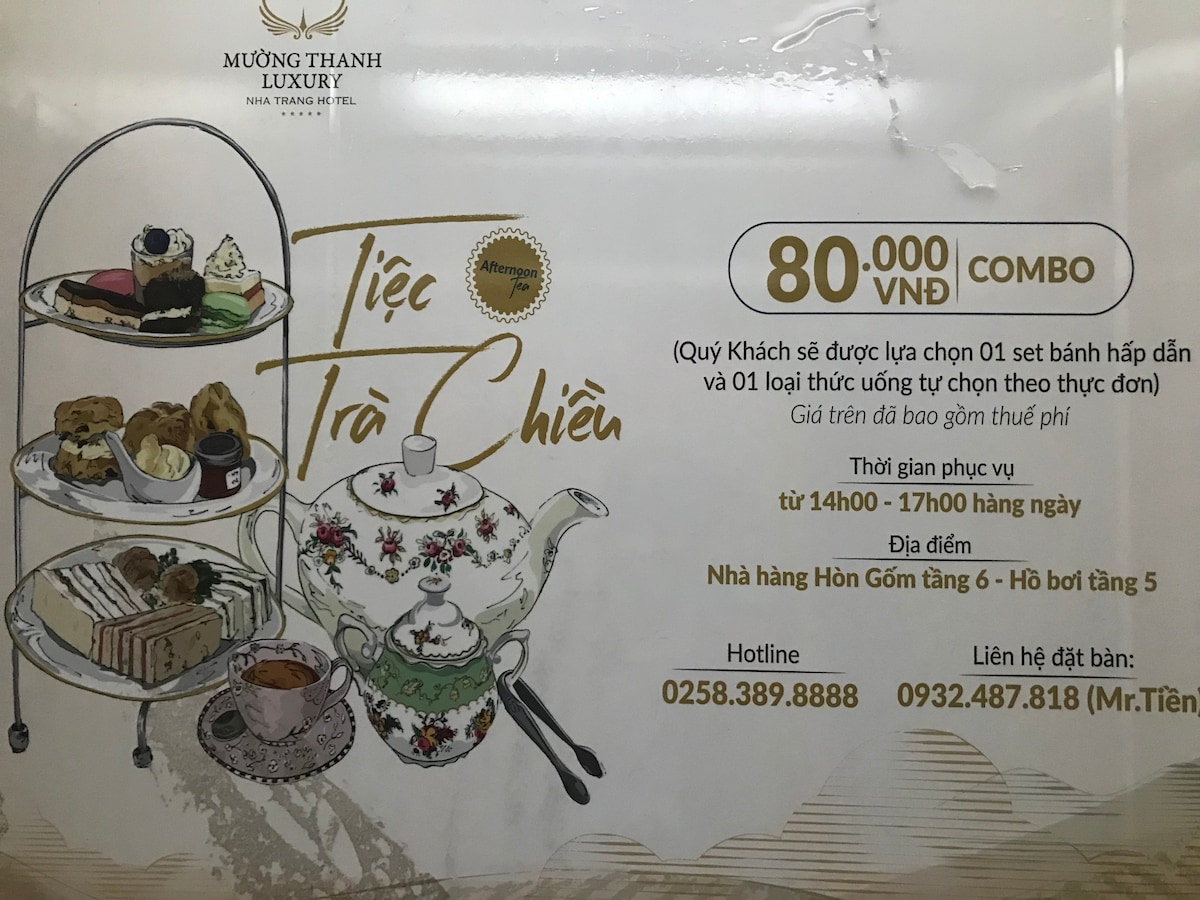 MƯỜNG THANH
LUXURY
NHA TRANG HOTEL
Tiệc
Afternoon
Tea
Trà Chiều
80.000
VNĐ
COMBO
(Quý Khách sẽ được lựa chọn 01 set bánh hấp dẫn
và 01 loại thức uống tự chọn theo thực đơn)
Giá trên đã bao gồm thuế phí
Thời gian phục vụ
từ 14h00 - 17h00 hàng ngày
Địa điểm
Nhà hàng Hòn Gốm tầng 6 - Hồ bơi tầng 5
Hotline
0258.389.8888
Liên hệ đặt bàn:
0932.487.818 (Mr.Tiền)